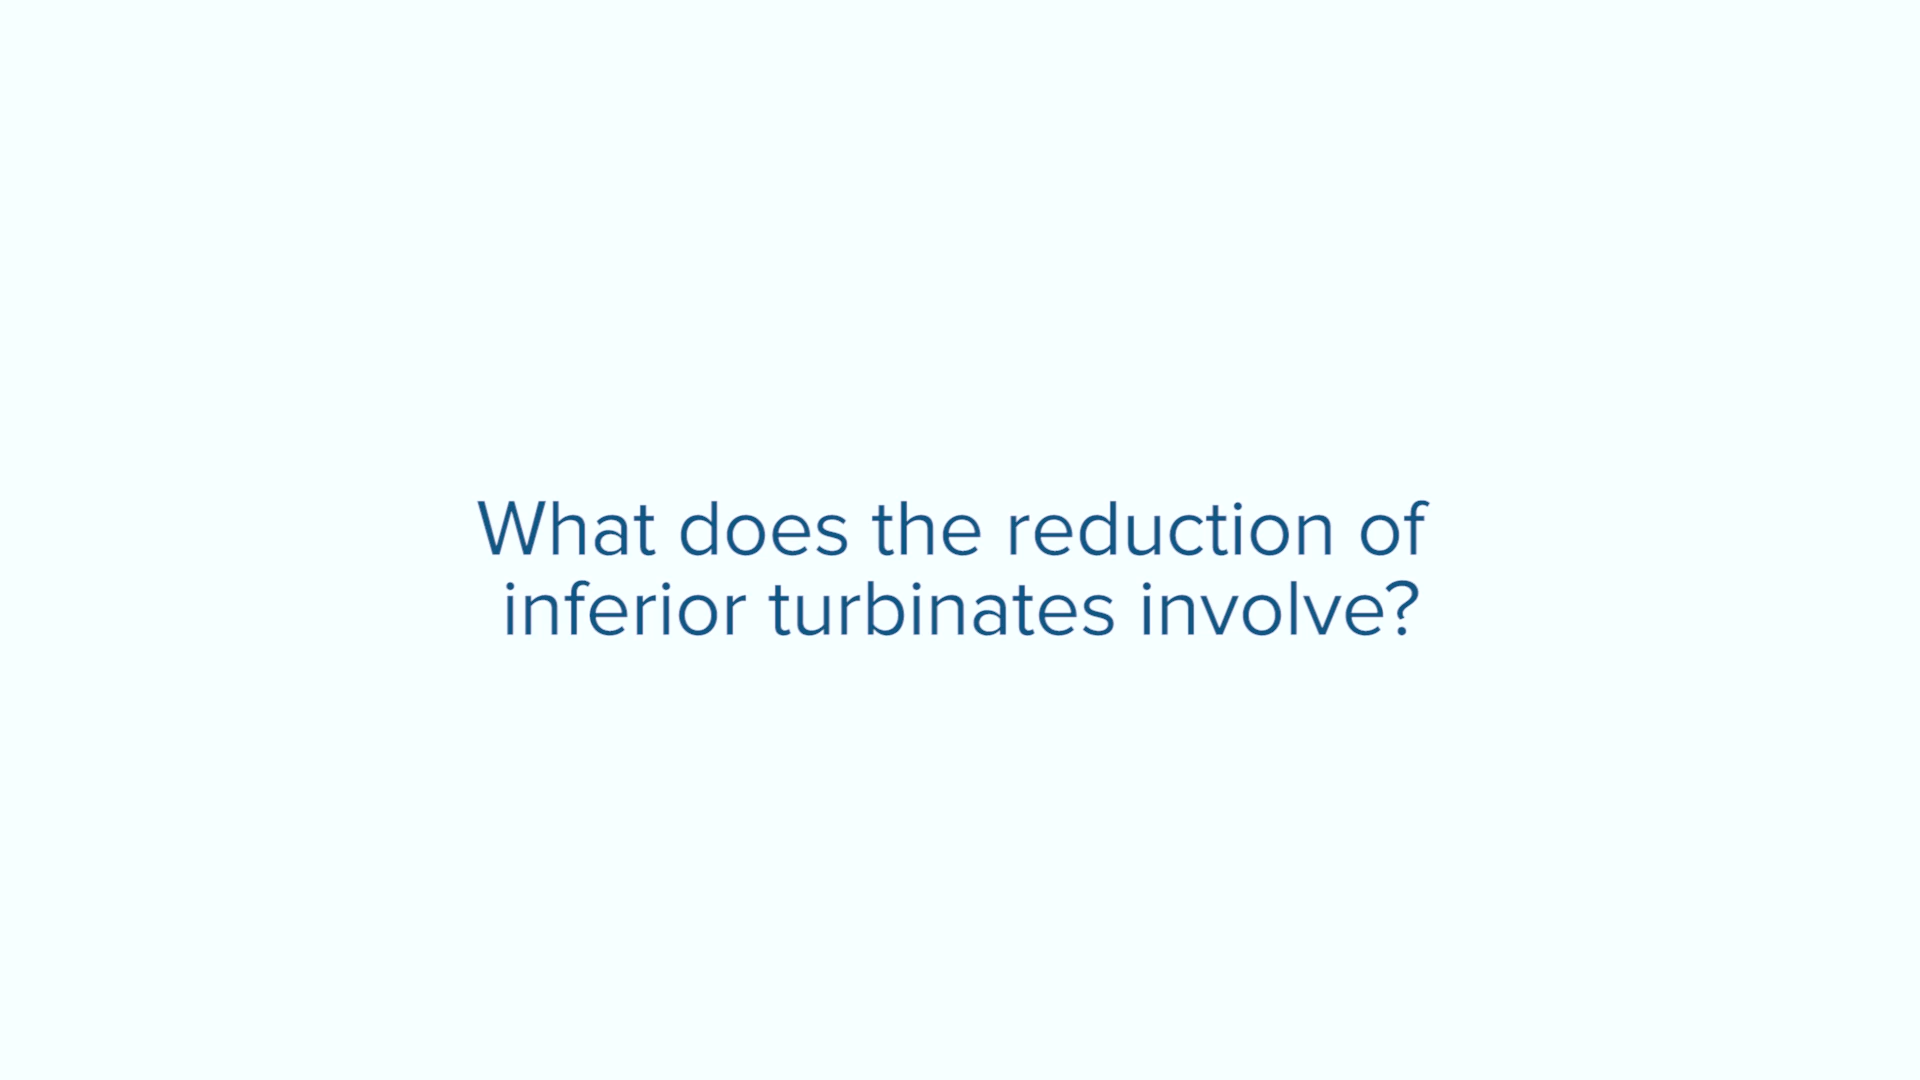 What does the reduction of
inferior turbinates involve?